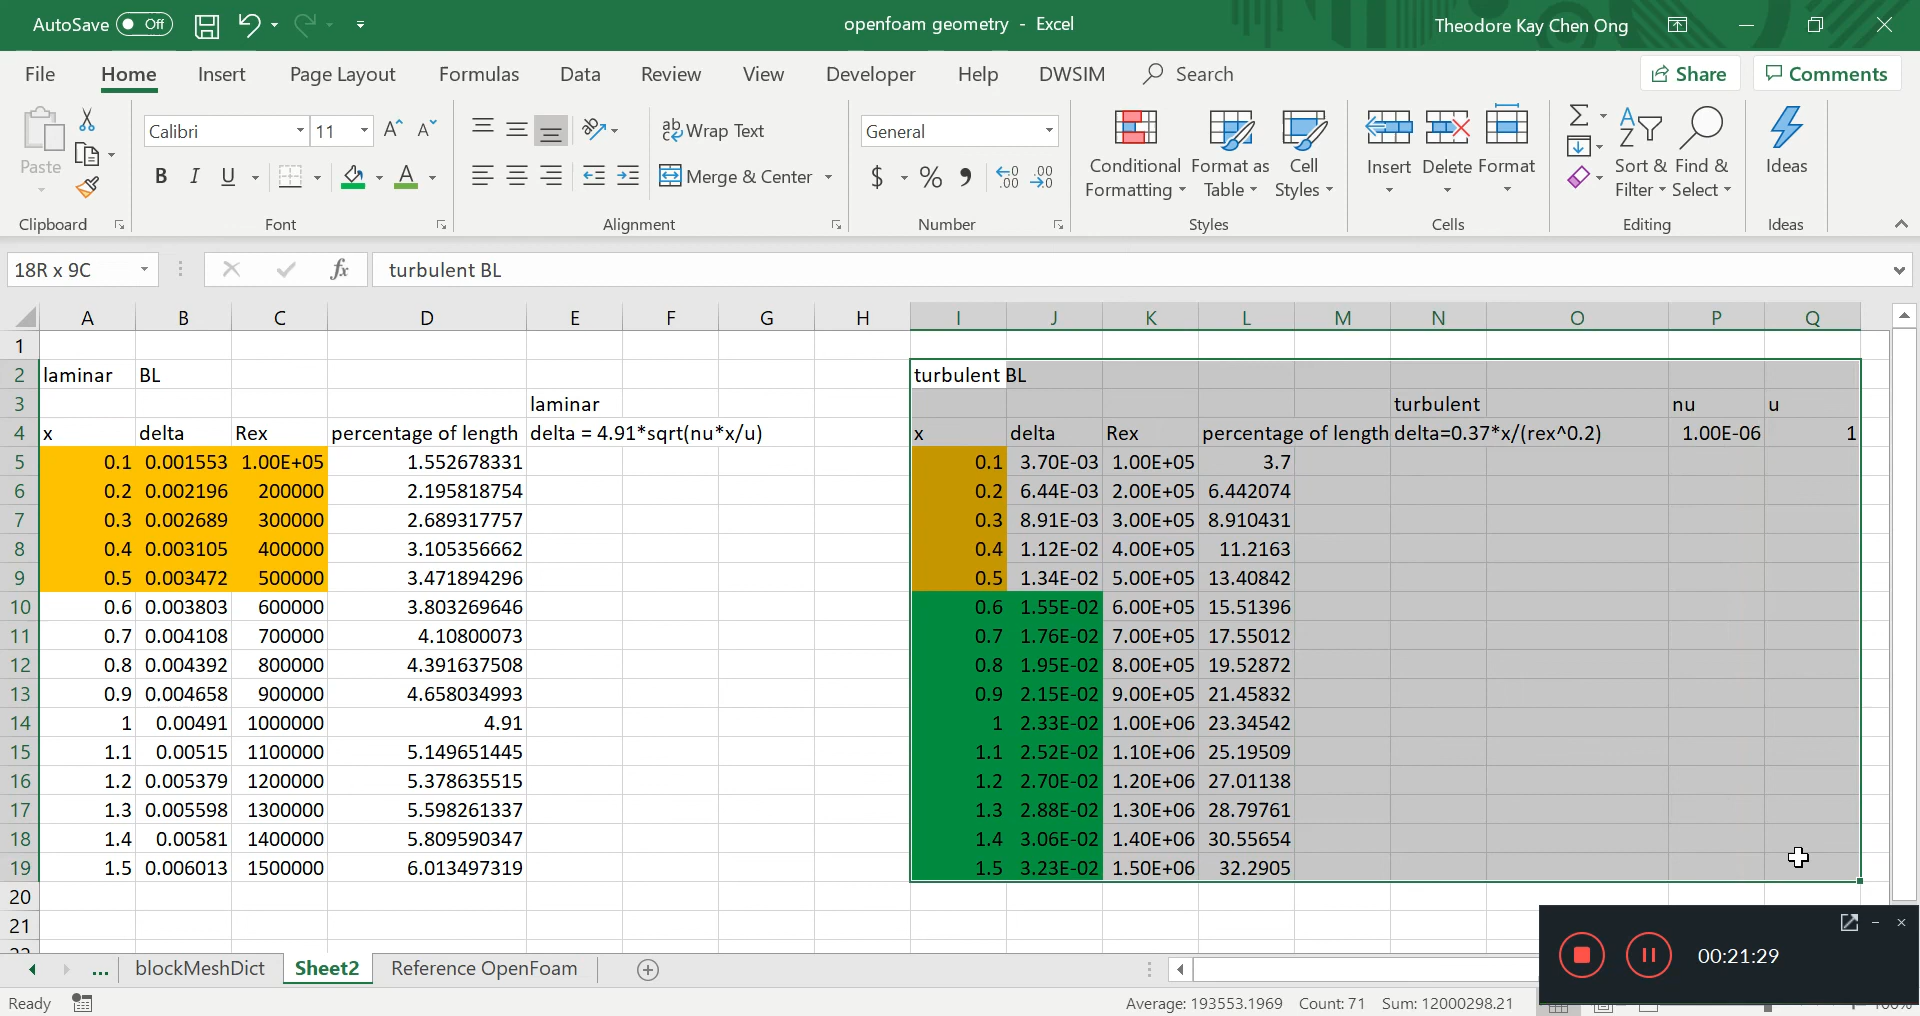 AutoSave Off openfoam geometry - Excel Theodore Kay Chen Ong
File Home Insert Page Layout Formulas Data Review View Developer Help DWSIM Search Share Comments
Calibri 11 Wrap Text General
Paste B I U Merge & Center $ % Conditional Formatting Format as Table Cell Styles Insert Delete Format Sort & Filter Find & Select Ideas
Clipboard Font Alignment Number Styles Cells Editing Ideas
18R x 9C fx turbulent BL
A B C D E F G H I J K L M N O P Q
1
2 laminar BL turbulent BL
3 laminar turbulent nu u
4 x delta Rex percentage of length delta = 4.91*sqrt(nu*x/u) x delta Rex percentage of length delta=0.37*x/(rex^0.2) 1.00E-06 1
5 0.1 0.001553 1.00E+05 1.552678331 0.1 3.70E-03 1.00E+05 3.7
6 0.2 0.002196 200000 2.195818754 0.2 6.44E-03 2.00E+05 6.442074
7 0.3 0.002689 300000 2.689317757 0.3 8.91E-03 3.00E+05 8.910431
8 0.4 0.003105 400000 3.105356662 0.4 1.12E-02 4.00E+05 11.2163
9 0.5 0.003472 500000 3.471894296 0.5 1.34E-02 5.00E+05 13.40842
10 0.6 0.003803 600000 3.803269646 0.6 1.55E-02 6.00E+05 15.51396
11 0.7 0.004108 700000 4.10800073 0.7 1.76E-02 7.00E+05 17.55012
12 0.8 0.004392 800000 4.391637508 0.8 1.95E-02 8.00E+05 19.52872
13 0.9 0.004658 900000 4.658034993 0.9 2.15E-02 9.00E+05 21.45832
14 1 0.00491 1000000 4.91 1 2.33E-02 1.00E+06 23.34542
15 1.1 0.00515 1100000 5.149651445 1.1 2.52E-02 1.10E+06 25.19509
16 1.2 0.005379 1200000 5.378635515 1.2 2.70E-02 1.20E+06 27.01138
17 1.3 0.005598 1300000 5.598261337 1.3 2.88E-02 1.30E+06 28.79761
18 1.4 0.00581 1400000 5.809590347 1.4 3.06E-02 1.40E+06 30.55654
19 1.5 0.006013 1500000 6.013497319 1.5 3.23E-02 1.50E+06 32.2905
20
21
00:21:29
... blockMeshDict Sheet2 Reference OpenFoam
Ready Average: 193553.1969 Count: 71 Sum: 12000298.21